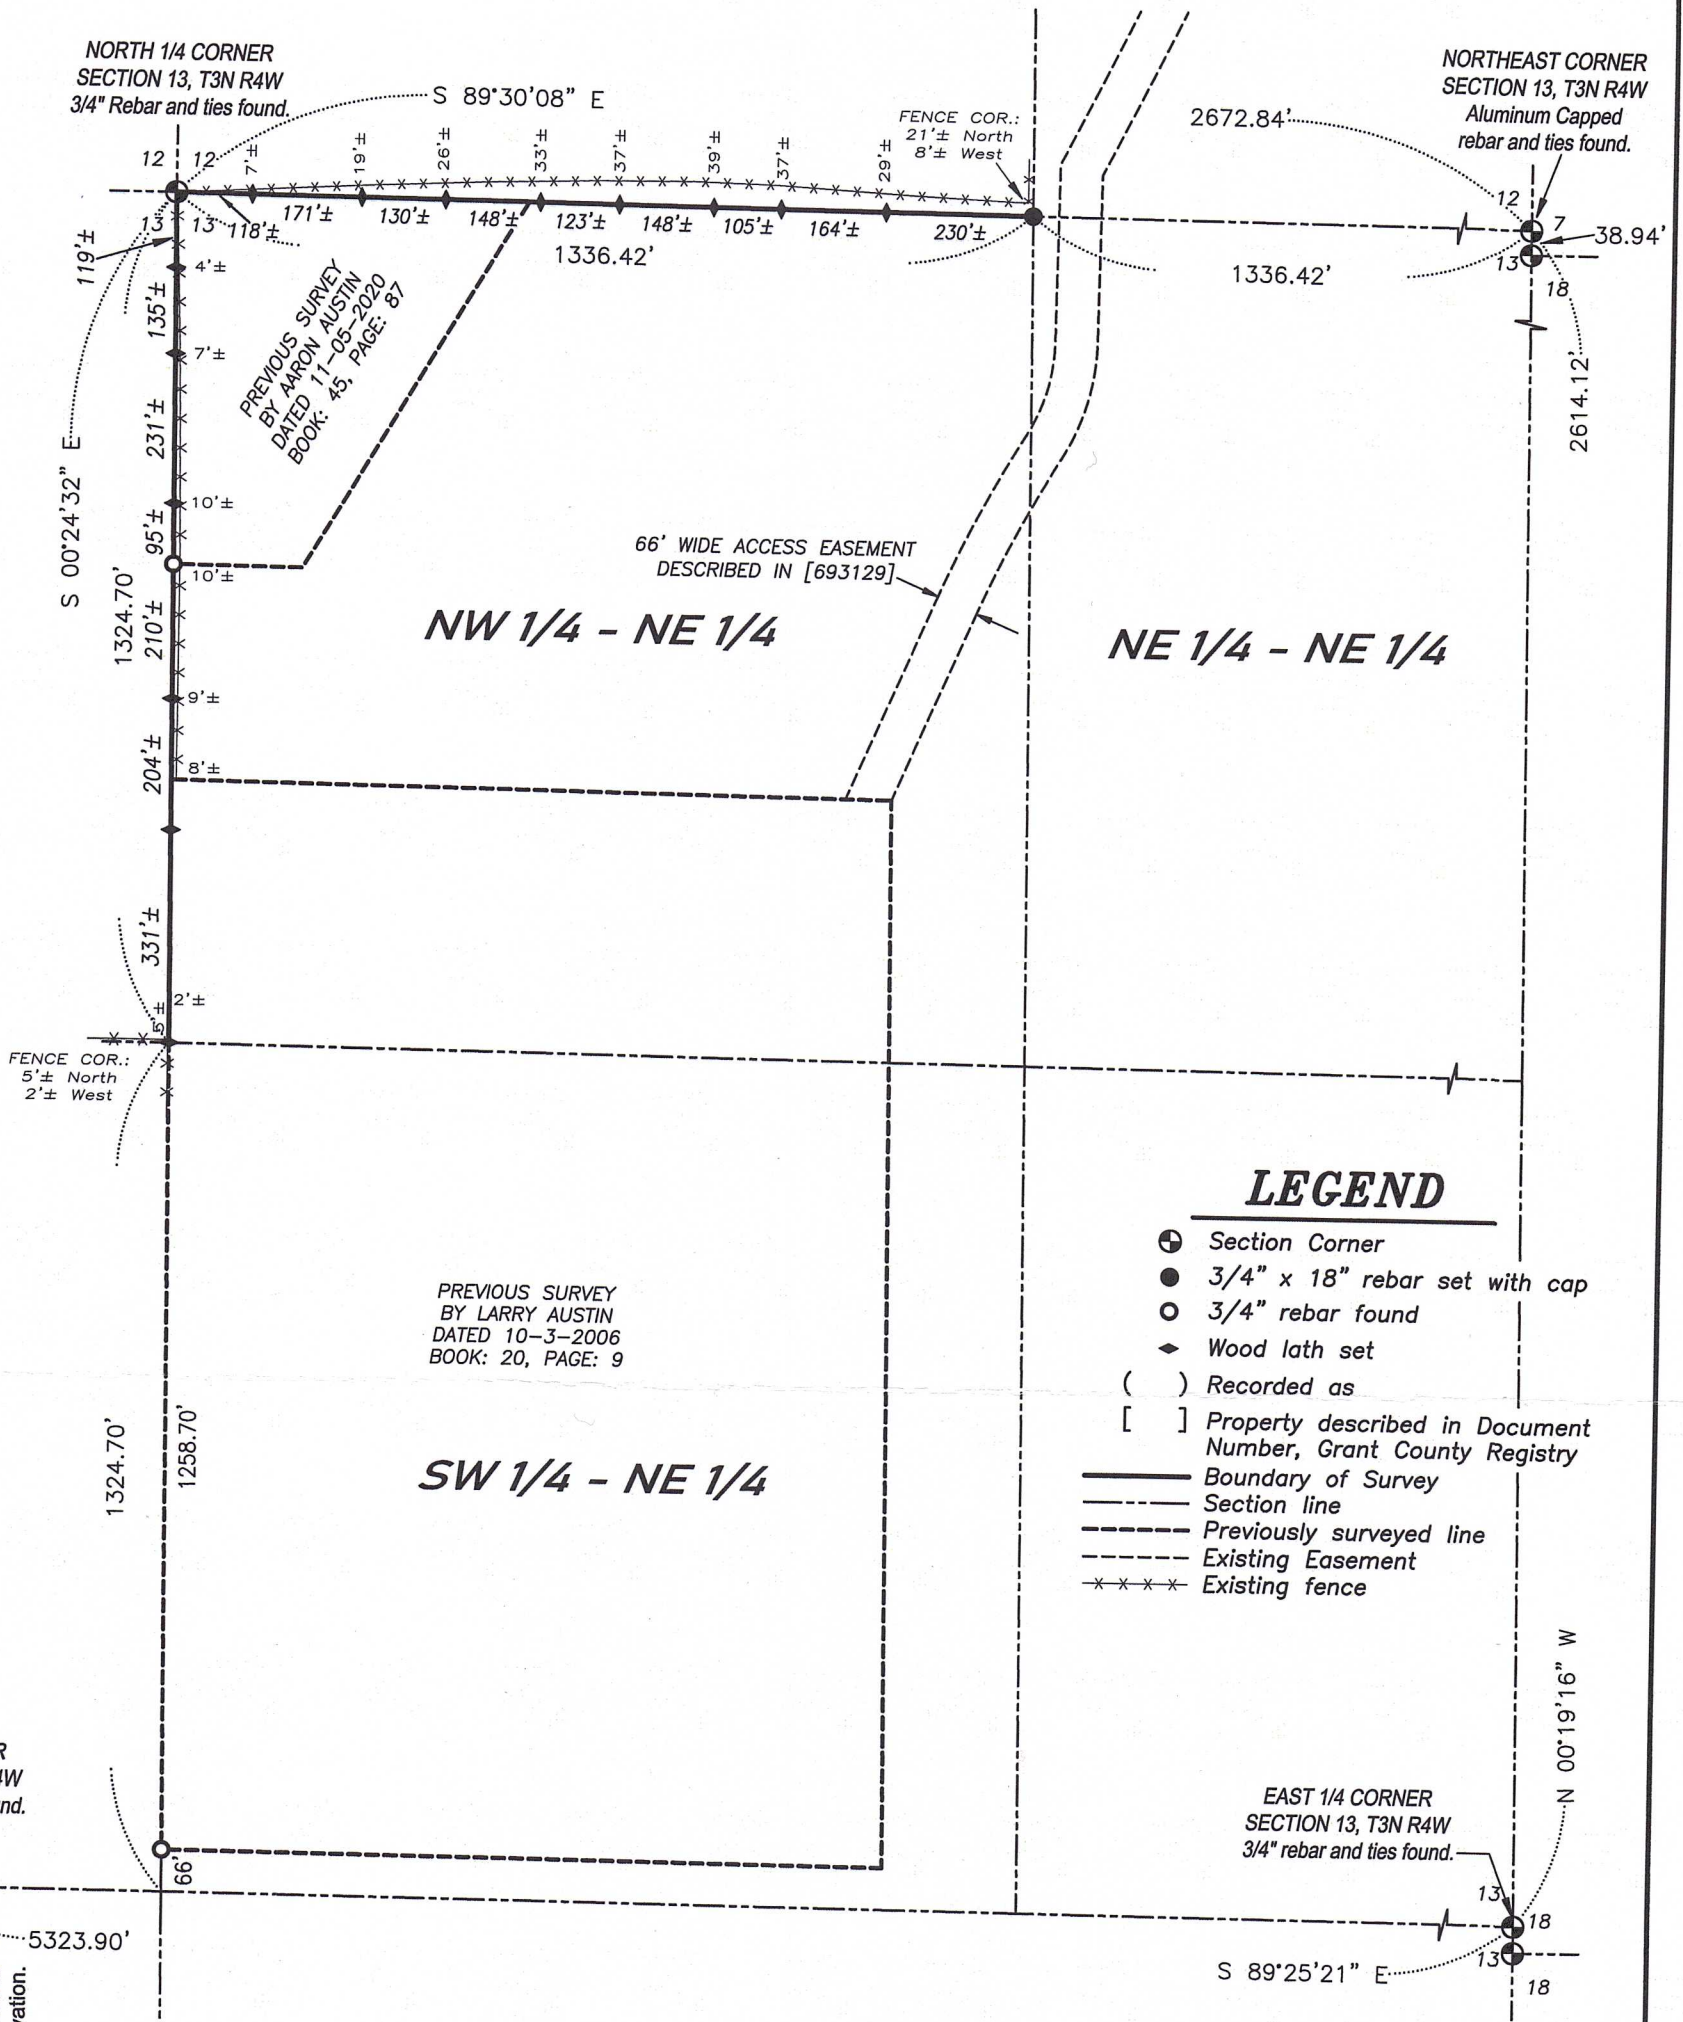 NORTH 1/4 CORNER
SECTION 13, T3N R4W
3/4" Rebar and ties found.
S 89°30'08" E
FENCE COR.:
21'± North
8'± West
2672.84'
NORTHEAST CORNER
SECTION 13, T3N R4W
Aluminum Capped
rebar and ties found.
12
12
7'±
19'±
26'±
33'±
37'±
39'±
37'±
29'±
12
7
38.94'
13
13
118'±
171'±
130'±
148'±
123'±
148'±
105'±
164'±
230'±
1336.42'
1336.42'
13
18
119'±
4'±
135'±
7'±
PREVIOUS SURVEY
BY AARON AUSTIN
DATED 11-05-2020
BOOK: 45, PAGE: 87
2614.12'
231'±
S 00°24'32" E
10'±
95'±
10'±
66' WIDE ACCESS EASEMENT
DESCRIBED IN [693129]
1324.70'
210'±
NW 1/4 - NE 1/4
NE 1/4 - NE 1/4
9'±
204'±
8'±
331'±
2'±
5'±
FENCE COR.:
5'± North
2'± West
LEGEND
Section Corner
3/4" x 18" rebar set with cap
3/4" rebar found
Wood lath set
( ) Recorded as
[ ] Property described in Document
Number, Grant County Registry
Boundary of Survey
Section line
Previously surveyed line
Existing Easement
Existing fence
PREVIOUS SURVEY
BY LARRY AUSTIN
DATED 10-3-2006
BOOK: 20, PAGE: 9
1324.70'
1258.70'
SW 1/4 - NE 1/4
N 00°19'16" W
R
4W
nd.
EAST 1/4 CORNER
SECTION 13, T3N R4W
3/4" rebar and ties found.
66'
13
18
5323.90'
S 89°25'21" E
13
18
vation.